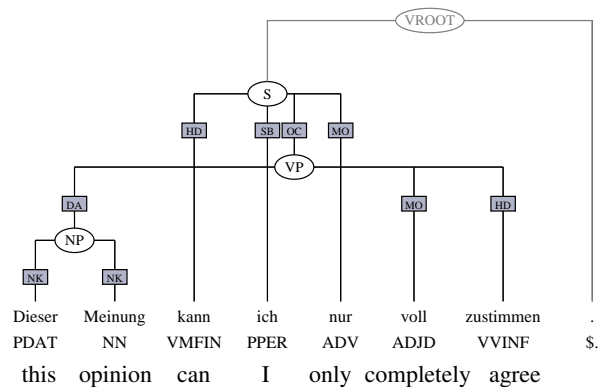 VROOT
S
HD SB OC MO
VP
DA MO HD
NP
NK NK
Dieser Meinung kann ich nur voll zustimmen .
PDAT NN VMFIN PPER ADV ADJD VVINF $.
this opinion can I only completely agree